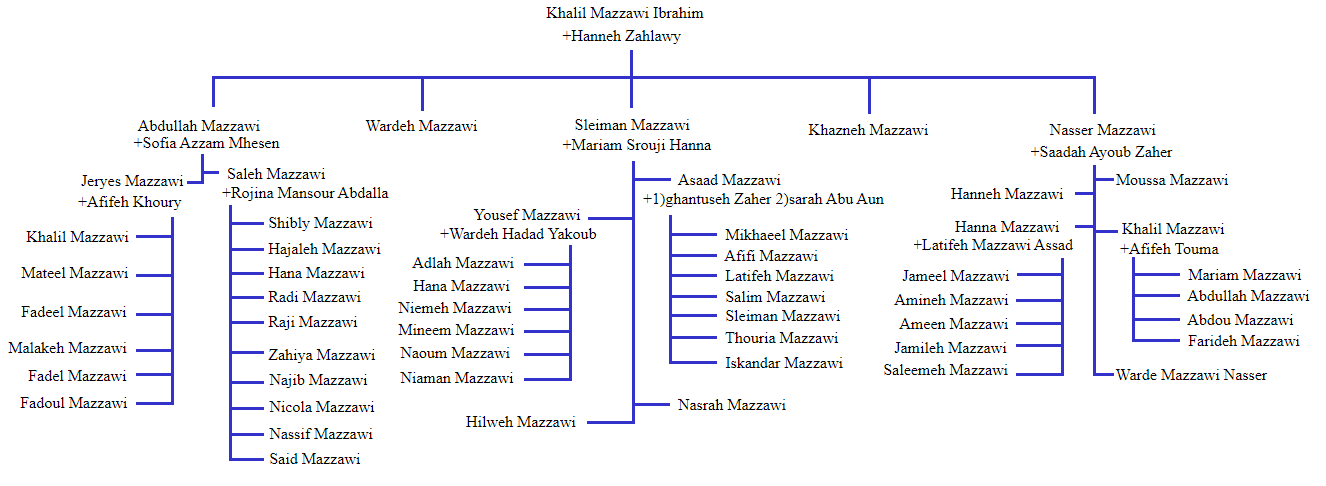 Khalil Mazzawi Ibrahim
+Hanneh Zahlawy
Abdullah Mazzawi
+Sofia Azzam Mhesen
Wardeh Mazzawi
Sleiman Mazzawi
+Mariam Srouji Hanna
Khazneh Mazzawi
Nasser Mazzawi
+Saadah Ayoub Zaher
Jeryes Mazzawi
+Afifeh Khoury
Khalil Mazzawi
Mateel Mazzawi
Fadeel Mazzawi
Malakeh Mazzawi
Fadel Mazzawi
Fadoul Mazzawi
Saleh Mazzawi
+Rojina Mansour Abdalla
Shibly Mazzawi
Hajaleh Mazzawi
Hana Mazzawi
Radi Mazzawi
Raji Mazzawi
Zahiya Mazzawi
Najib Mazzawi
Nicola Mazzawi
Nassif Mazzawi
Said Mazzawi
Yousef Mazzawi
+Wardeh Hadad Yakoub
Adlah Mazzawi
Hana Mazzawi
Niemeh Mazzawi
Mineem Mazzawi
Naoum Mazzawi
Niaman Mazzawi
Hilweh Mazzawi
Asaad Mazzawi
+1)ghantuseh Zaher 2)sarah Abu Aun
Mikhaeel Mazzawi
Afifi Mazzawi
Latifeh Mazzawi
Salim Mazzawi
Sleiman Mazzawi
Thouria Mazzawi
Iskandar Mazzawi
Nasrah Mazzawi
Hanneh Mazzawi
Hanna Mazzawi
+Latifeh Mazzawi Assad
Jameel Mazzawi
Amineh Mazzawi
Ameen Mazzawi
Jamileh Mazzawi
Saleemeh Mazzawi
Moussa Mazzawi
Khalil Mazzawi
+Afifeh Touma
Mariam Mazzawi
Abdullah Mazzawi
Abdou Mazzawi
Farideh Mazzawi
Warde Mazzawi Nasser